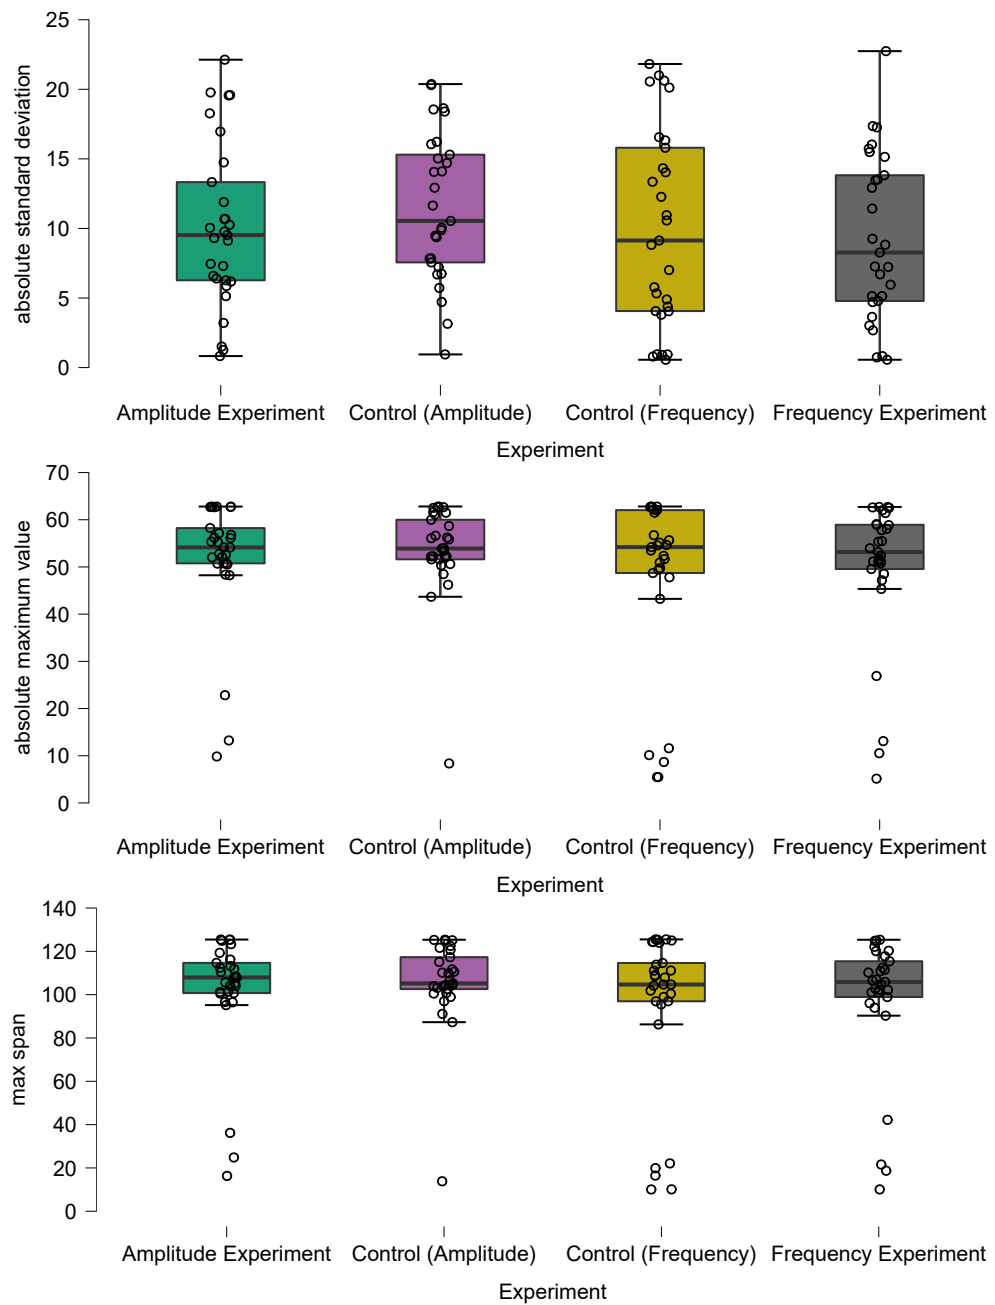 absolute standard deviation
25
20
15
10
5
0
Amplitude Experiment Control (Amplitude) Control (Frequency) Frequency Experiment
Experiment
absolute maximum value
70
60
50
40
30
20
10
0
Amplitude Experiment Control (Amplitude) Control (Frequency) Frequency Experiment
Experiment
max span
140
120
100
80
60
40
20
0
Amplitude Experiment Control (Amplitude) Control (Frequency) Frequency Experiment
Experiment